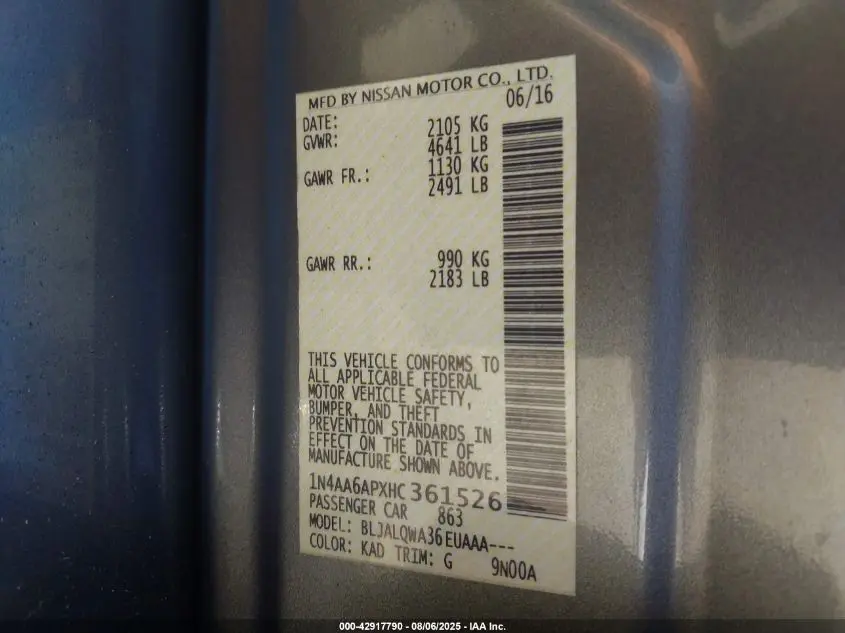 MFD BY NISSAN MOTOR CO., LTD.
DATE: 06/16
GVWR: 2105 KG
4641 LB
GAWR FR.: 1130 KG
2491 LB
GAWR RR.: 990 KG
2183 LB
THIS VEHICLE CONFORMS TO
ALL APPLICABLE FEDERAL
MOTOR VEHICLE SAFETY,
BUMPER, AND THEFT
PREVENTION STANDARDS IN
EFFECT ON THE DATE OF
MANUFACTURE SHOWN ABOVE.
1N4AA6APXHC361526
PASSENGER CAR 863
MODEL: BLJALQWA36EUAAA---
COLOR: KAD TRIM: G 9N00A
000-42917790 - 08/06/2025 - IAA Inc.